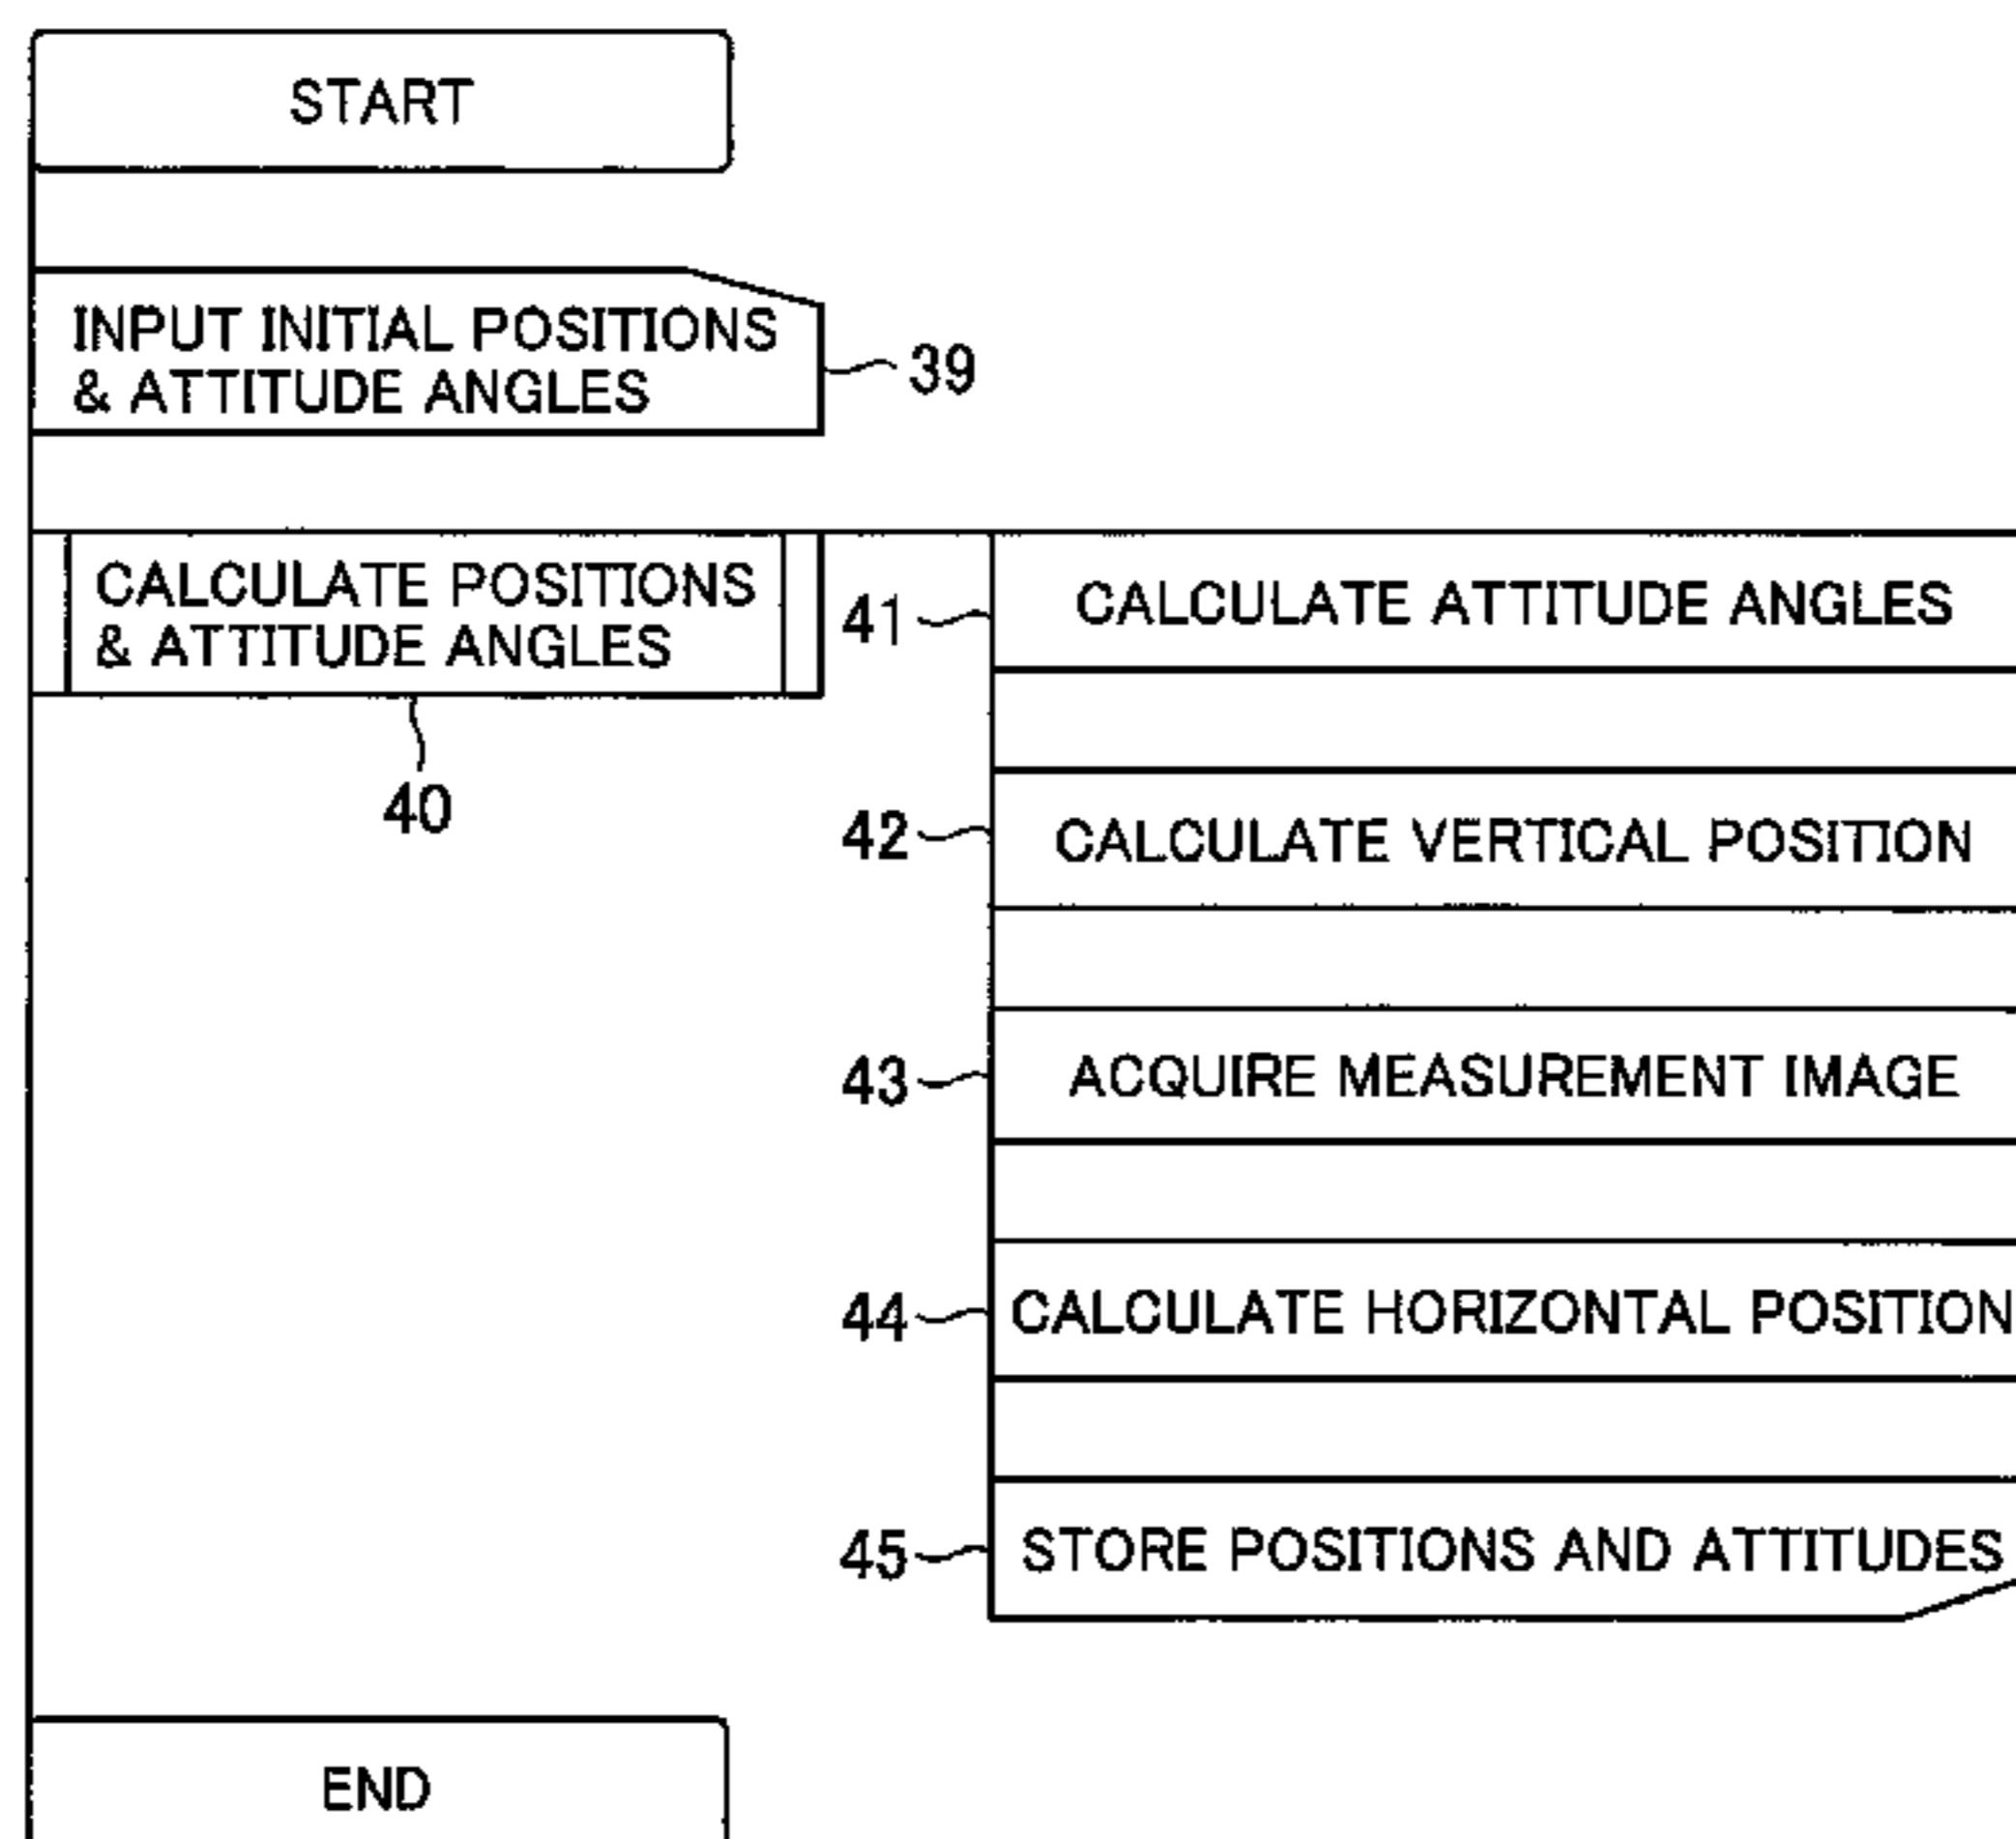 START
INPUT INITIAL POSITIONS
& ATTITUDE ANGLES
39
CALCULATE POSITIONS
& ATTITUDE ANGLES
40
41
CALCULATE ATTITUDE ANGLES
42
CALCULATE VERTICAL POSITION
43
ACQUIRE MEASUREMENT IMAGE
44
CALCULATE HORIZONTAL POSITION
45
STORE POSITIONS AND ATTITUDES
END